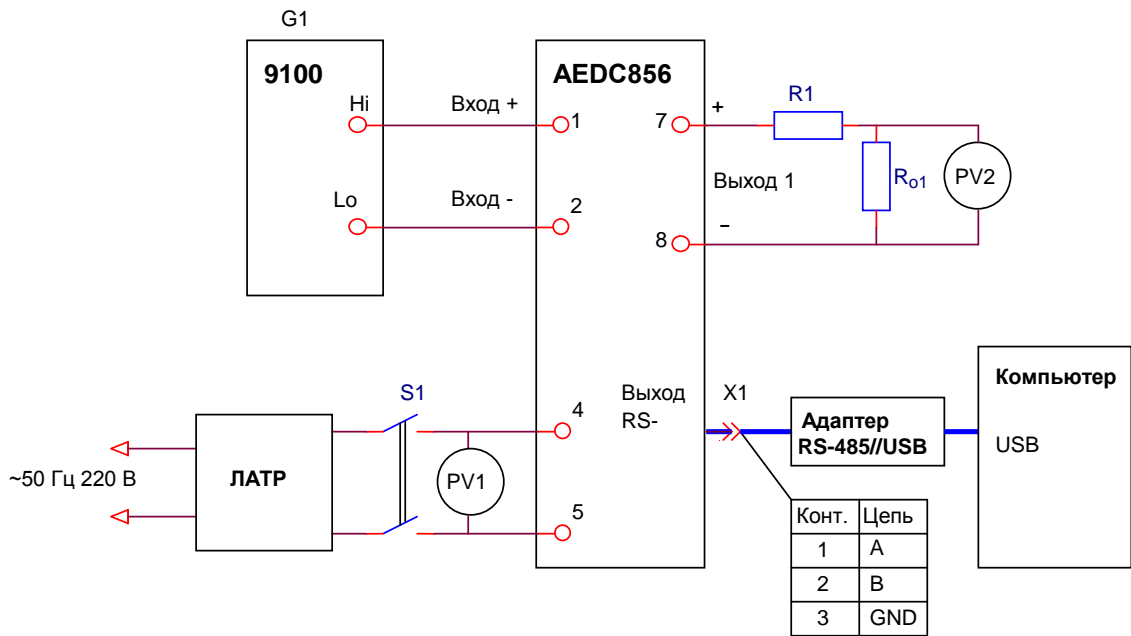 G1
9100
AEDC856
Hi
Вход +
1
7
+
R1
Выход 1
Ro1
PV2
Lo
Вход -
2
8
–
S1
Выход
RS-
X1
Компьютер
4
Адаптер
RS-485//USB
USB
~50 Гц 220 В
ЛАТР
PV1
5
Конт. Цепь
1 A
2 B
3 GND